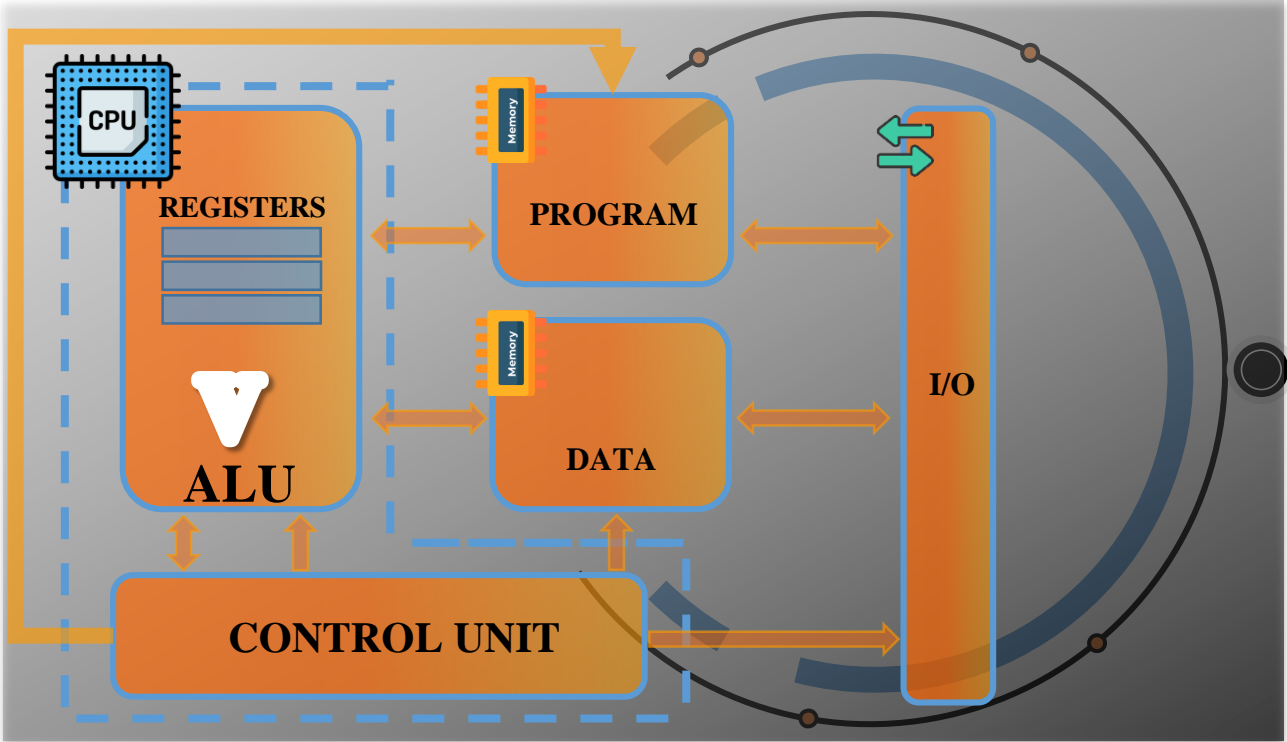 CPU
REGISTERS
ALU
Memory
PROGRAM
Memory
DATA
I/O
CONTROL UNIT